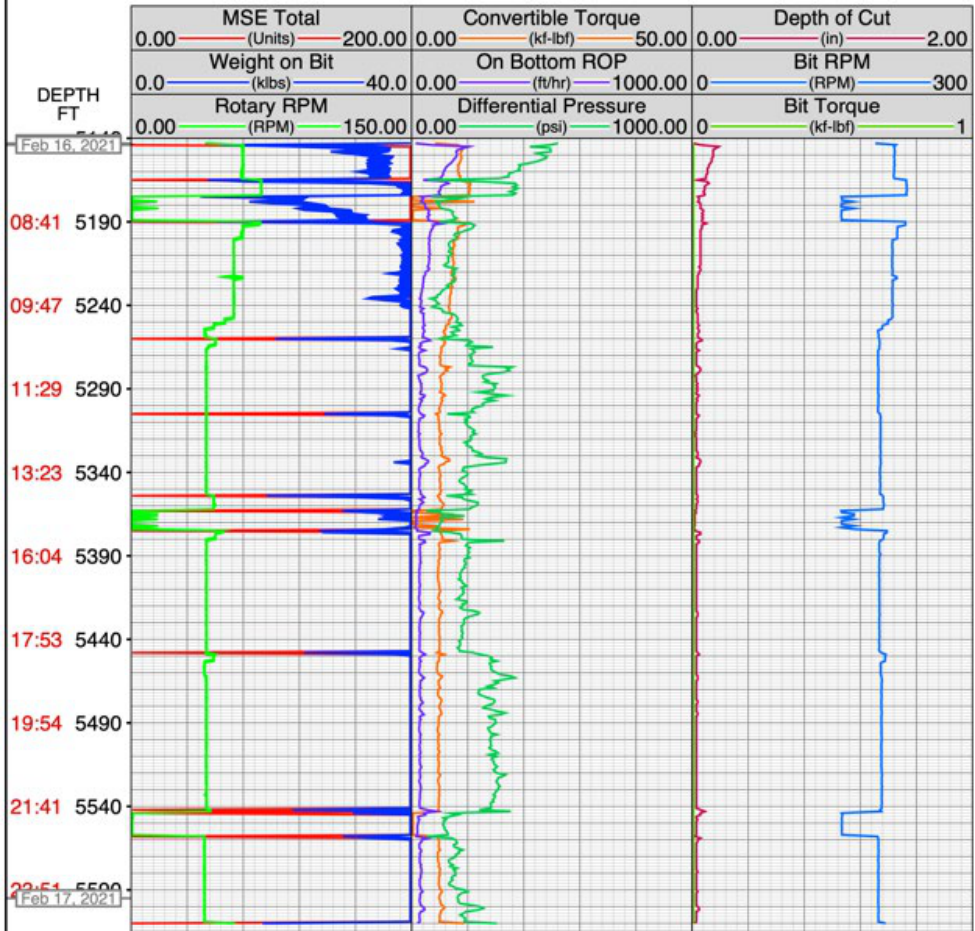 MSE Total
0.00 (Units) 200.00
Convertible Torque
0.00 (kf-lbf) 50.00
Depth of Cut
0.00 (in) 2.00
Weight on Bit
0.0 (klbs) 40.0
On Bottom ROP
0.00 (ft/hr) 1000.00
Bit RPM
0 (RPM) 300
DEPTH
FT
Rotary RPM
0.00 (RPM) 150.00
Differential Pressure
0.00 (psi) 1000.00
Bit Torque
0 (kf-lbf) 1
5140
Feb 16, 2021
08:41 5190
09:47 5240
11:29 5290
13:23 5340
16:04 5390
17:53 5440
19:54 5490
21:41 5540
5590
Feb 17, 2021